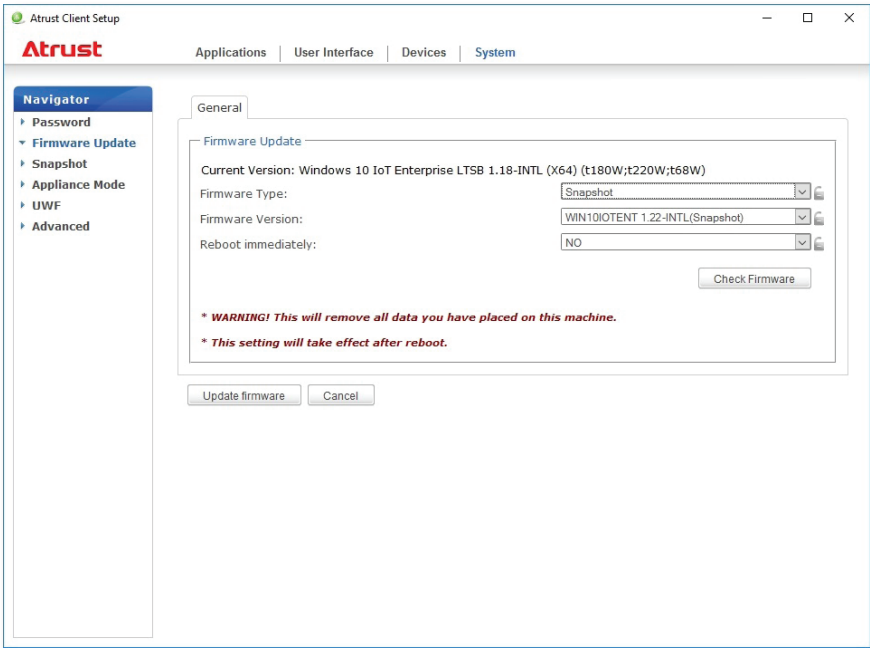 Atrust Client Setup
Atrust
Applications | User Interface | Devices | System
Navigator
Password
Firmware Update
Snapshot
Appliance Mode
UWF
Advanced
General
Firmware Update
Current Version: Windows 10 IoT Enterprise LTSB 1.18-INTL (X64) (t180W;t220W;t68W)
Firmware Type: Snapshot
Firmware Version: WIN10IOTENT 1.22-INTL(Snapshot)
Reboot immediately: NO
Check Firmware
* WARNING! This will remove all data you have placed on this machine.
* This setting will take effect after reboot.
Update firmware Cancel